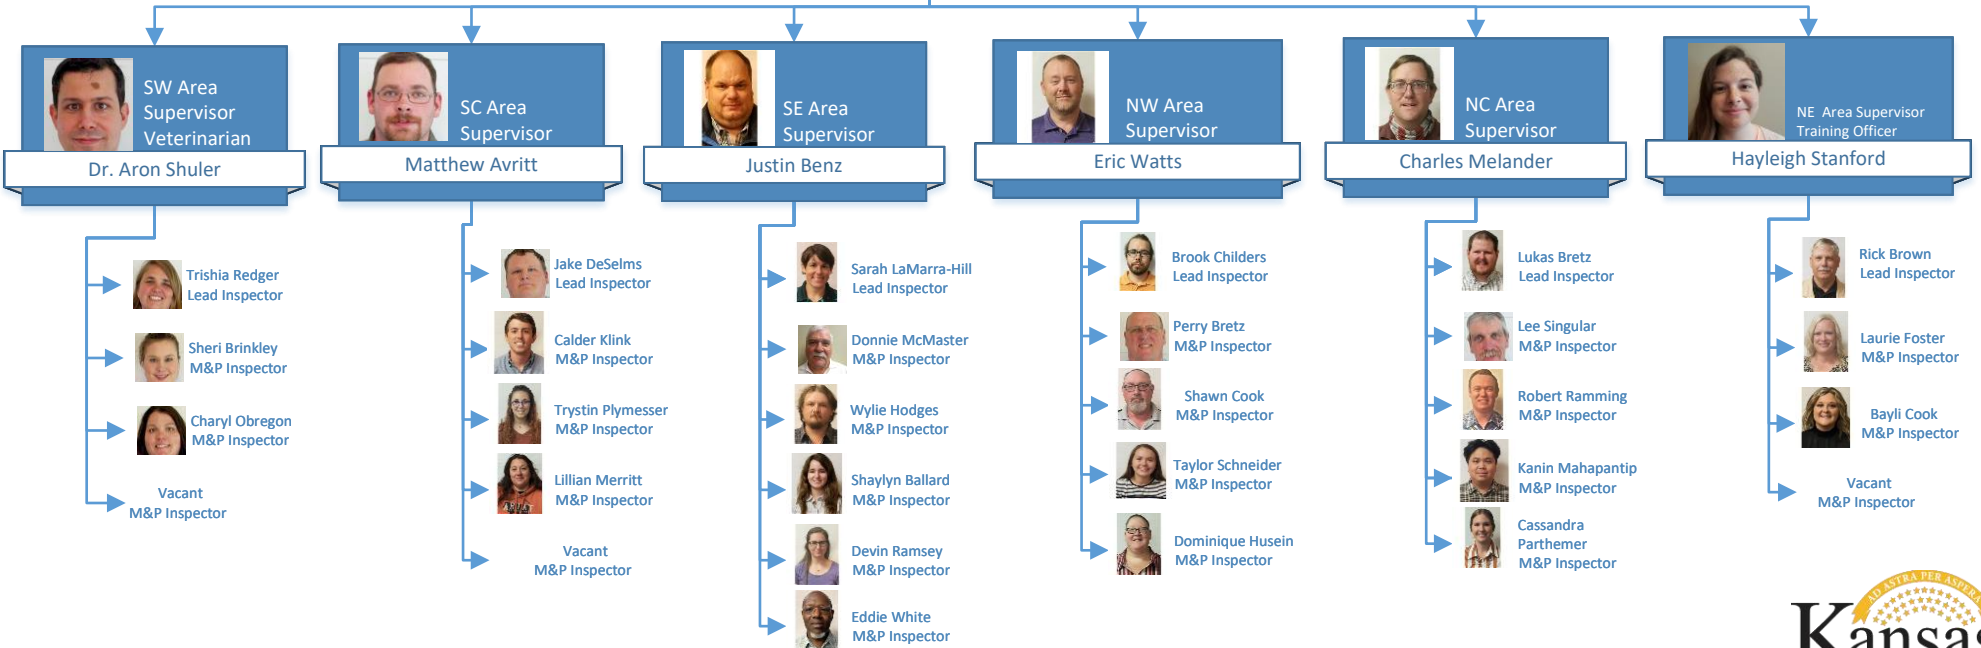 SW Area
Supervisor
Veterinarian
Dr. Aron Shuler
Trishia Redger
Lead Inspector
Sheri Brinkley
M&P Inspector
Charyl Obregon
M&P Inspector
Vacant
M&P Inspector
SC Area
Supervisor
Matthew Avritt
Jake DeSelms
Lead Inspector
Calder Klink
M&P Inspector
Trystin Plymesser
M&P Inspector
Lillian Merritt
M&P Inspector
Vacant
M&P Inspector
SE Area
Supervisor
Justin Benz
Sarah LaMarra-Hill
Lead Inspector
Donnie McMaster
M&P Inspector
Wylie Hodges
M&P Inspector
Shaylyn Ballard
M&P Inspector
Devin Ramsey
M&P Inspector
Eddie White
M&P Inspector
NW Area
Supervisor
Eric Watts
Brook Childers
Lead Inspector
Perry Bretz
M&P Inspector
Shawn Cook
M&P Inspector
Taylor Schneider
M&P Inspector
Dominique Husein
M&P Inspector
NC Area
Supervisor
Charles Melander
Lukas Bretz
Lead Inspector
Lee Singular
M&P Inspector
Robert Ramming
M&P Inspector
Kanin Mahapantip
M&P Inspector
Cassandra
Parthemer
M&P Inspector
NE Area Supervisor
Training Officer
Hayleigh Stanford
Rick Brown
Lead Inspector
Laurie Foster
M&P Inspector
Bayli Cook
M&P Inspector
Vacant
M&P Inspector
AD ASTRA PER ASPERA
Kansas